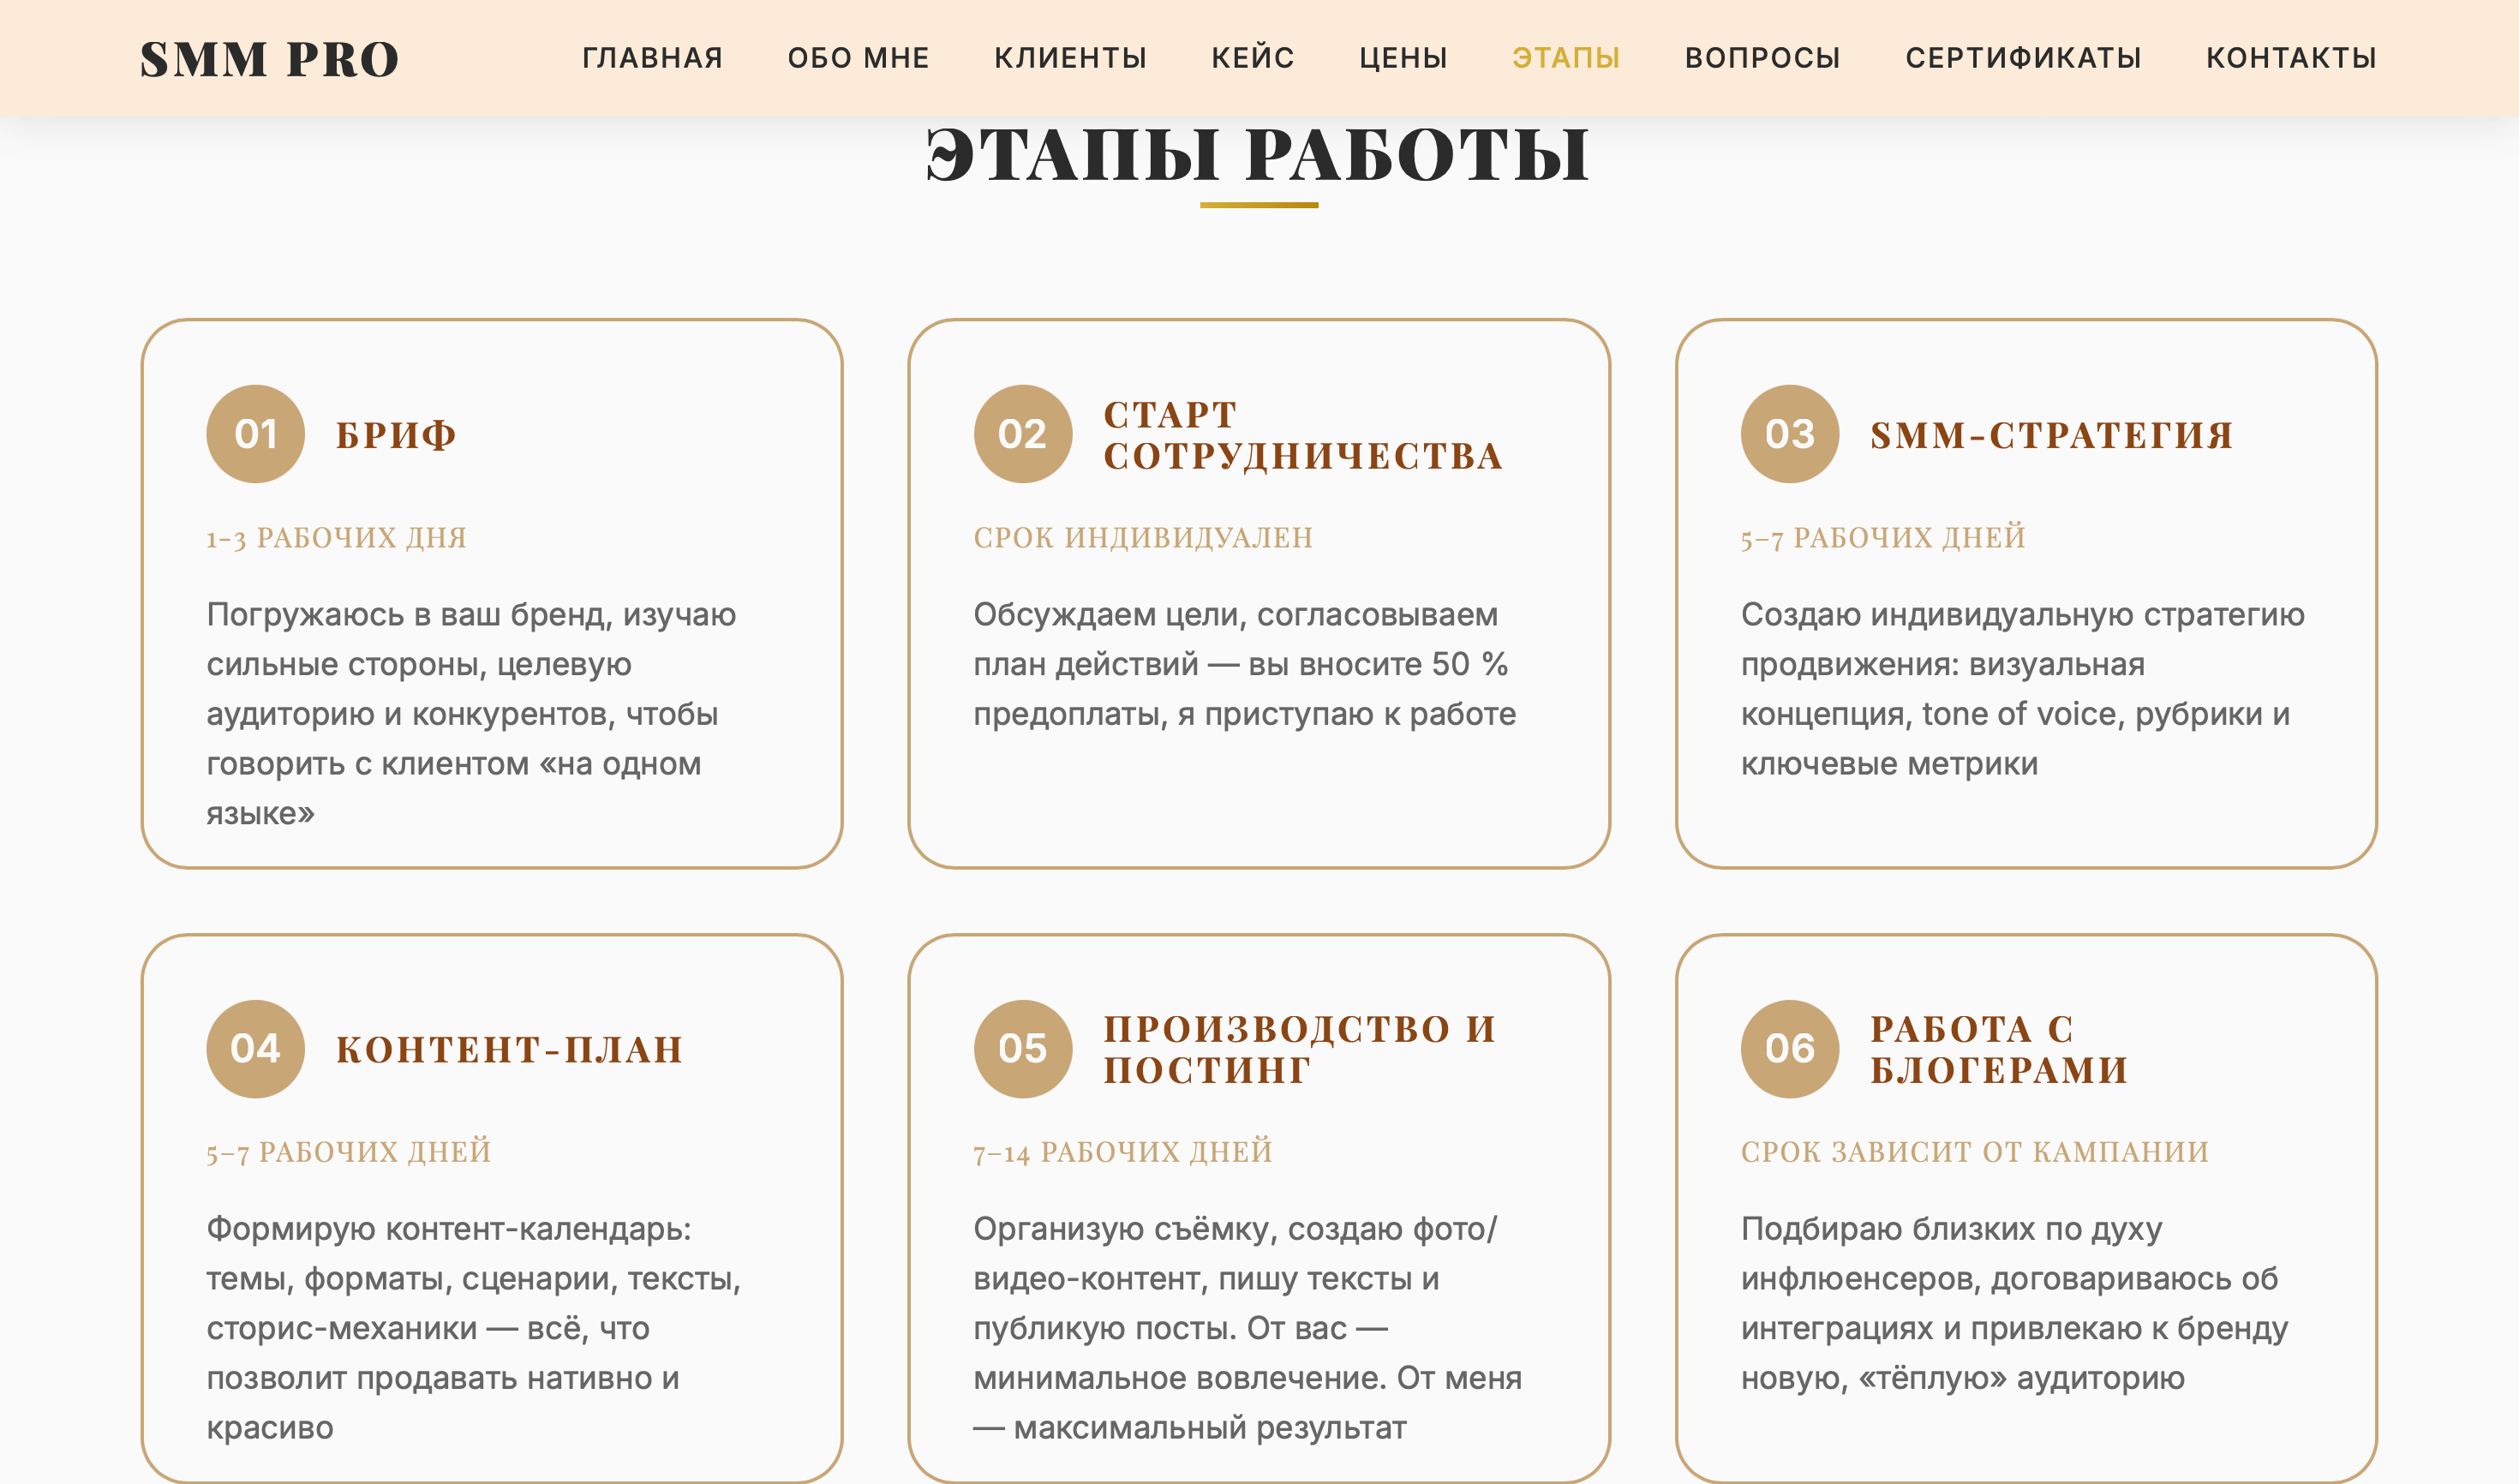 SMM PRO
ГЛАВНАЯ
ОБО МНЕ
КЛИЕНТЫ
КЕЙС
ЦЕНЫ
ЭТАПЫ
ВОПРОСЫ
СЕРТИФИКАТЫ
КОНТАКТЫ
ЭТАПЫ РАБОТЫ
01
БРИФ
1–3 РАБОЧИХ ДНЯ
Погружаюсь в ваш бренд, изучаю
сильные стороны, целевую
аудиторию и конкурентов, чтобы
говорить с клиентом «на одном
языке»
02
СТАРТ
СОТРУДНИЧЕСТВА
СРОК ИНДИВИДУАЛЕН
Обсуждаем цели, согласовываем
план действий — вы вносите 50 %
предоплаты, я приступаю к работе
03
SMM-СТРАТЕГИЯ
5–7 РАБОЧИХ ДНЕЙ
Создаю индивидуальную стратегию
продвижения: визуальная
концепция, tone of voice, рубрики и
ключевые метрики
04
КОНТЕНТ-ПЛАН
5–7 РАБОЧИХ ДНЕЙ
Формирую контент-календарь:
темы, форматы, сценарии, тексты,
сторис-механики — всё, что
позволит продавать нативно и
красиво
05
ПРОИЗВОДСТВО И
ПОСТИНГ
7–14 РАБОЧИХ ДНЕЙ
Организую съёмку, создаю фото/
видео-контент, пишу тексты и
публикую посты. От вас —
минимальное вовлечение. От меня
— максимальный результат
06
РАБОТА С
БЛОГЕРАМИ
СРОК ЗАВИСИТ ОТ КАМПАНИИ
Подбираю близких по духу
инфлюенсеров, договариваюсь об
интеграциях и привлекаю к бренду
новую, «тёплую» аудиторию